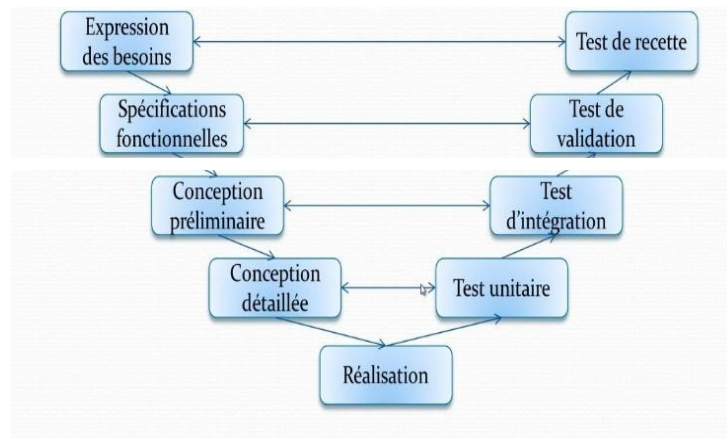 Expression
des besoins
Test de recette
Spécifications
fonctionnelles
Test de
validation
Conception
préliminaire
Test
d'intégration
Conception
détaillée
Test unitaire
Réalisation